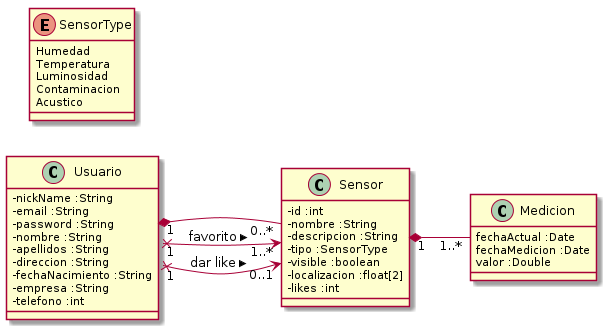 E SensorType
Humedad
Temperatura
Luminosidad
Contaminacion
Acustico
C Usuario
-nickName :String
-email :String
-password :String
-nombre :String
-apellidos :String
-direccion :String
-fechaNacimiento :String
-empresa :String
-telefono :int
1 0..*
favorito
1 1..*
dar like
1 0..1
C Sensor
-id :int
-nombre :String
-descripcion :String
-tipo :SensorType
-visible :boolean
-localizacion :float[2]
-likes :int
1 1..*
C Medicion
fechaActual :Date
fechaMedicion :Date
valor :Double